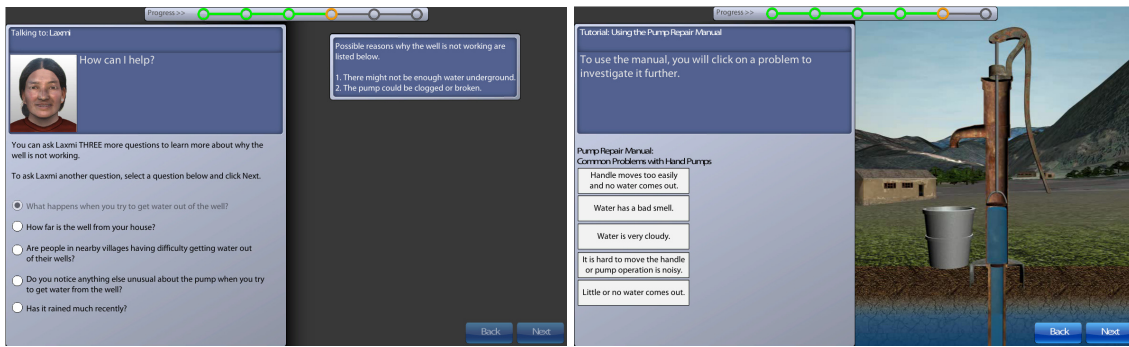 Progress >>
Talking to: Laxmi
How can I help?
You can ask Laxmi THREE more questions to learn more about why the
well is not working.
To ask Laxmi another question, select a question below and click Next.
What happens when you try to get water out of the well?
How far is the well from your house?
Are people in nearby villages having difficulty getting water out
of their wells?
Do you notice anything else unusual about the pump when you try
to get water from the well?
Has it rained much recently?
Possible reasons why the well is not working are
listed below.
1. There might not be enough water underground.
2. The pump could be clogged or broken.
Back
Next
Progress >>
Tutorial: Using the Pump Repair Manual
To use the manual, you will click on a problem to
investigate it further.
Pump Repair Manual:
Common Problems with Hand Pumps
Handle moves too easily
and no water comes out.
Water has a bad smell.
Water is very cloudy.
It is hard to move the handle
or pump operation is noisy.
Little or no water comes out.
Back
Next